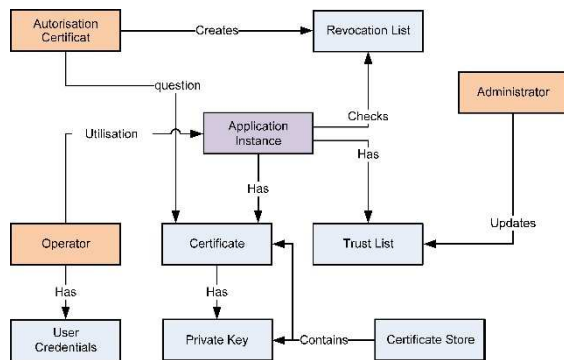 Autorisation
Certificat
Creates
Revocation List
question
Administrator
Utilisation
Application
Instance
Checks
Has
Has
Operator
Certificate
Trust List
Updates
Has
Has
User
Credentials
Private Key
Contains
Certificate Store